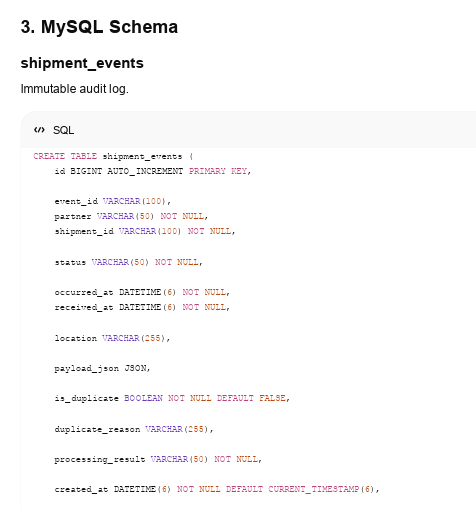 3. MySQL Schema
shipment_events
Immutable audit log.
SQL
CREATE TABLE shipment_events (
id BIGINT AUTO_INCREMENT PRIMARY KEY,
event_id VARCHAR(100),
partner VARCHAR(50) NOT NULL,
shipment_id VARCHAR(100) NOT NULL,
status VARCHAR(50) NOT NULL,
occurred_at DATETIME(6) NOT NULL,
received_at DATETIME(6) NOT NULL,
location VARCHAR(255),
payload_json JSON,
is_duplicate BOOLEAN NOT NULL DEFAULT FALSE,
duplicate_reason VARCHAR(255),
processing_result VARCHAR(50) NOT NULL,
created_at DATETIME(6) NOT NULL DEFAULT CURRENT_TIMESTAMP(6),